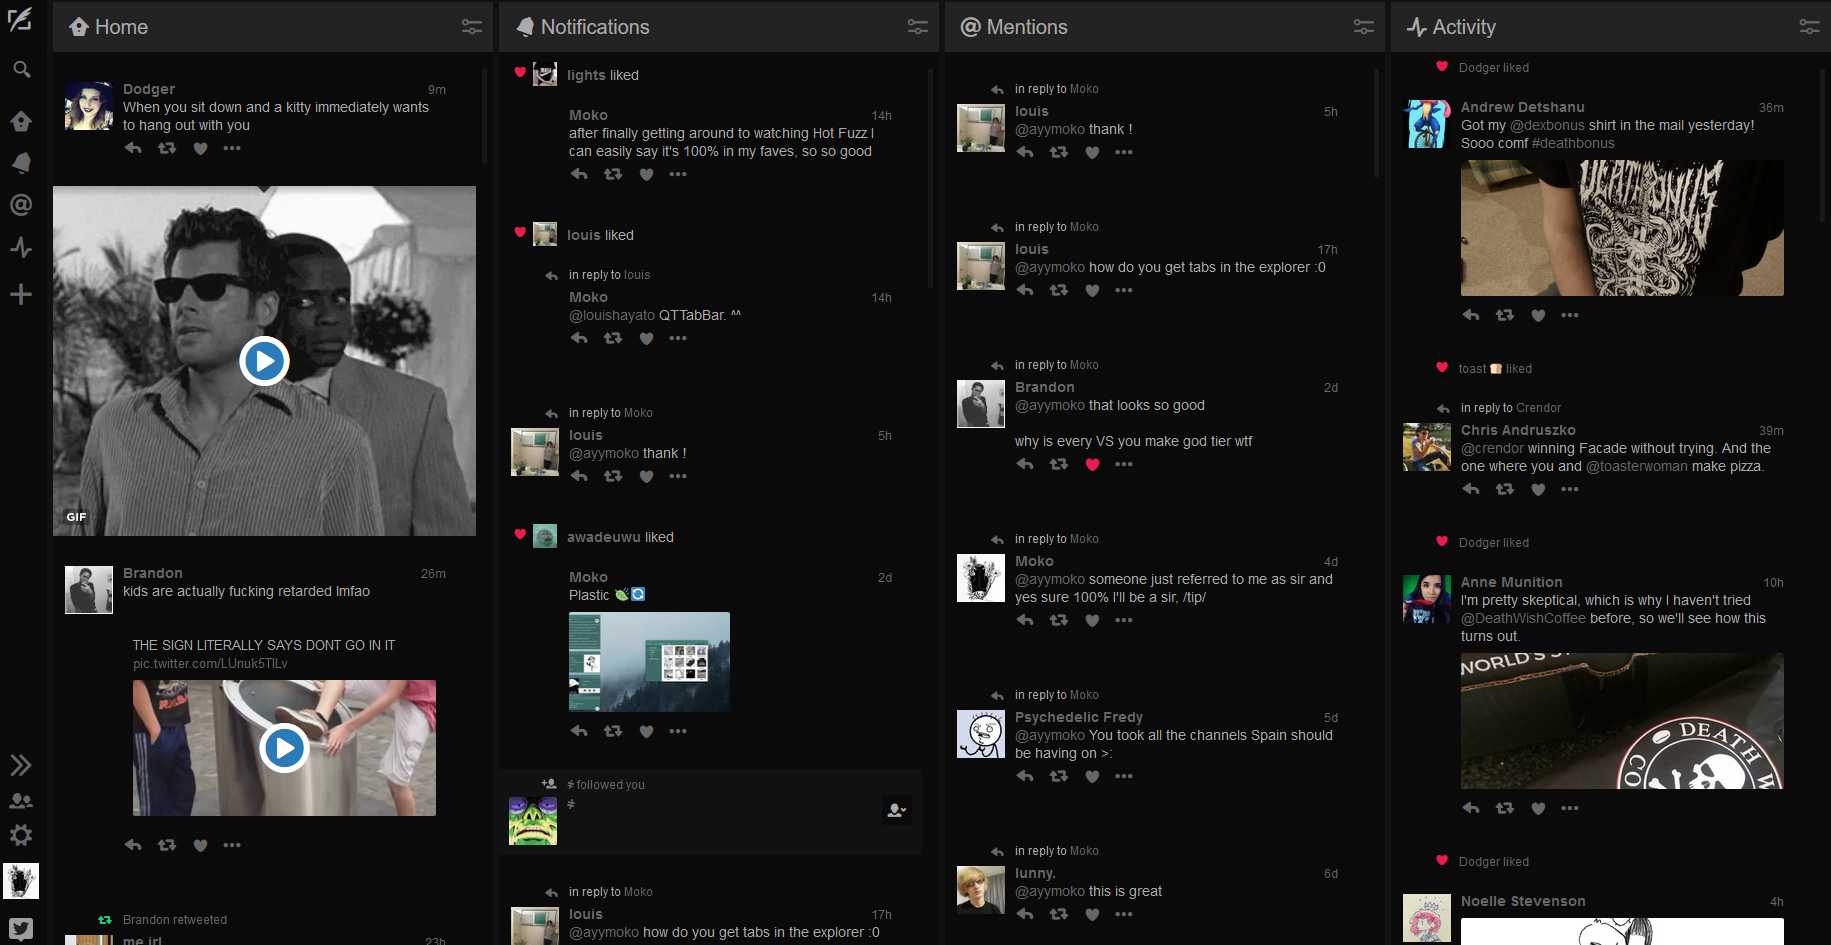 Home
Dodger 9m
When you sit down and a kitty immediately wants
to hang out with you
GIF
Brandon 26m
kids are actually fucking retarded lmfao
THE SIGN LITERALLY SAYS DONT GO IN IT
pic.twitter.com/LUnuk5TlLv
Brandon retweeted
me irl 23h
Notifications
lights liked
Moko 14h
after finally getting around to watching Hot Fuzz I
can easily say it's 100% in my faves, so so good
louis liked
in reply to louis
Moko 14h
@louishayato QTTabBar. ^^
in reply to Moko
louis 5h
@ayymoko thank !
awadeuwu liked
Moko 2d
Plastic 🍃🔄
≠ followed you
≠
in reply to Moko
louis 17h
@ayymoko how do you get tabs in the explorer :0
@ Mentions
in reply to Moko
louis 5h
@ayymoko thank !
in reply to Moko
louis 17h
@ayymoko how do you get tabs in the explorer :0
in reply to Moko
Brandon 2d
@ayymoko that looks so good
why is every VS you make god tier wtf
in reply to Moko
Moko 4d
@ayymoko someone just referred to me as sir and
yes sure 100% I'll be a sir, /tip/
in reply to Moko
Psychedelic Fredy 5d
@ayymoko You took all the channels Spain should
be having on >:
in reply to Moko
lunny. 6d
@ayymoko this is great
Activity
Dodger liked
Andrew Detshanu 36m
Got my @dexbonus shirt in the mail yesterday!
Sooo comf #deathbonus
DEATHBONUS
toast 🍞 liked
in reply to Crendor
Chris Andruszko 39m
@crendor winning Facade without trying. And the
one where you and @toasterwoman make pizza.
Dodger liked
Anne Munition 10h
I'm pretty skeptical, which is why I haven't tried
@DeathWishCoffee before, so we'll see how this
turns out.
WORLD'S
DEATH W
CO
Dodger liked
Noelle Stevenson 4h